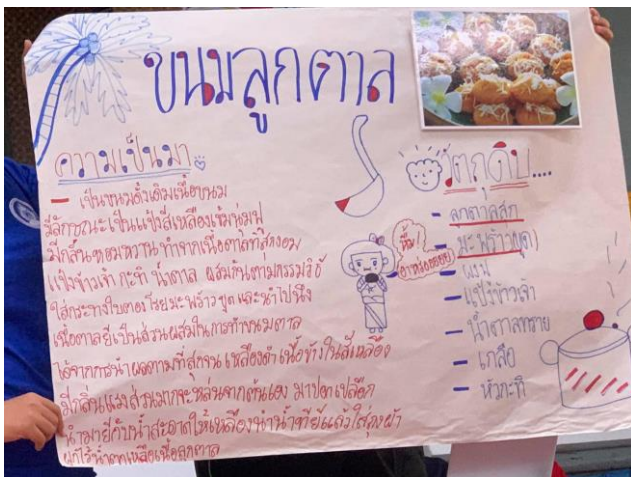 ขนมลูกตาล
ความเป็นมา
- เป็นขนมดั้งเดิมเนื้อขนม
มีลักษณะเป็นแป้งสีเหลืองเข้มนุ่มฟู
มีกลิ่นหอมหวาน ทำจากเนื้อตาลที่สุกงอม
แป้งข้าวเจ้า กะทิ น้ำตาล ผสมกันตามกรรมวิธี
ใส่กระทงใบตองโรยมะพร้าวขูด และนำไปนึ่ง
เนื้อตาลยีเป็นส่วนผสมในการทำขนมตาล
ได้จากการนำผลตาลที่สุกจน เหลืองดำ เนื้อข้างในสีเหลือง
มีกลิ่นแรงส่วนมากจะหล่นจากต้นเอง มาปอกเปลือก
นำมายีกับน้ำสะอาดให้เหลืองนำน้ำที่ยีแล้วใส่ถุงผ้า
ผูกไว้น้ำตกเหลือเนื้อลูกตาล
หึ้ม!
อาหย่อยยย
วัตถุดิบ....
- ลูกตาลสุก
- มะพร้าวขูด
- แป้งข้าวเจ้า
- น้ำตาลทราย
- เกลือ
- หัวกะทิ